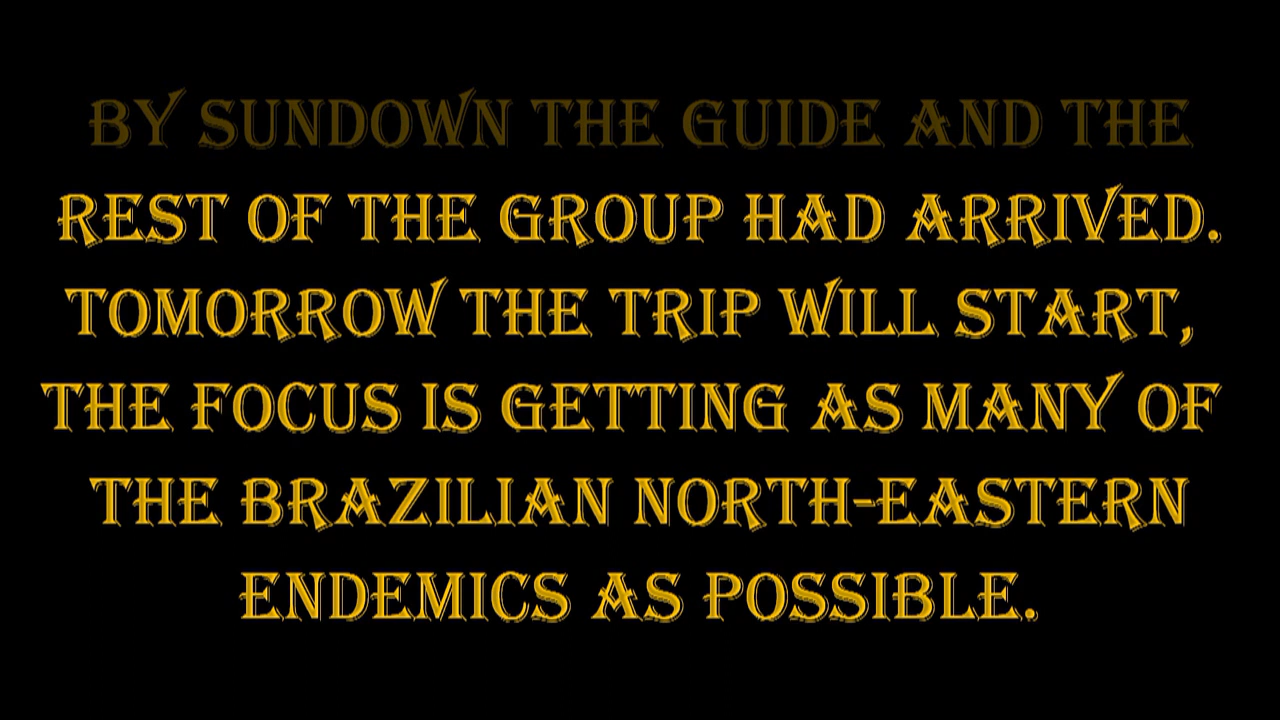 BY SUNDOWN THE GUIDE AND THE
REST OF THE GROUP HAD ARRIVED.
TOMORROW THE TRIP WILL START,
THE FOCUS IS GETTING AS MANY OF
THE BRAZILIAN NORTH-EASTERN
ENDEMICS AS POSSIBLE.